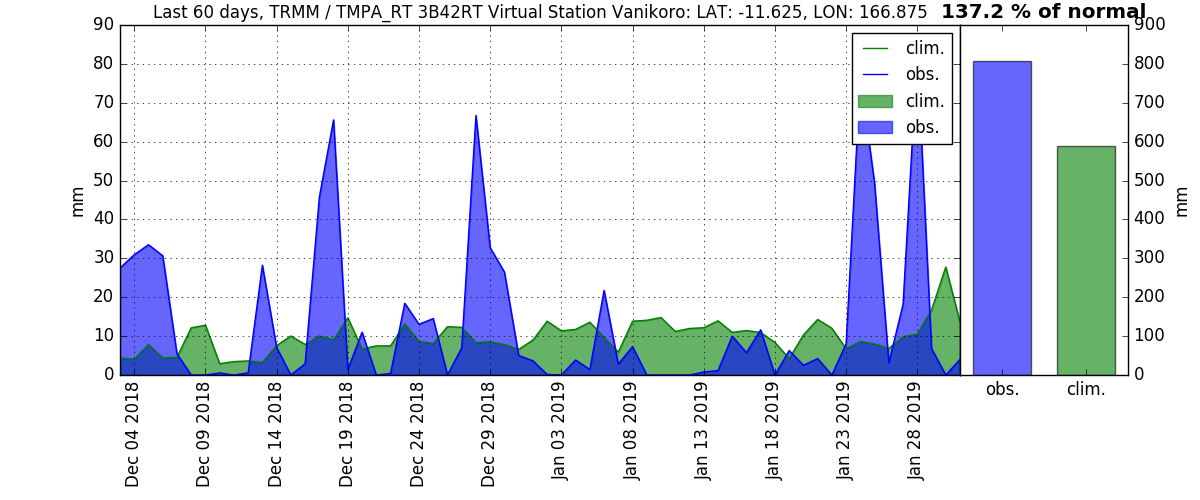 Last 60 days, TRMM / TMPA_RT 3B42RT Virtual Station Vanikoro: LAT: -11.625, LON: 166.875 137.2 % of normal
90
80
70
60
50
40
30
20
10
0
mm
clim.
obs.
clim.
obs.
Dec 04 2018
Dec 09 2018
Dec 14 2018
Dec 19 2018
Dec 24 2018
Dec 29 2018
Jan 03 2019
Jan 08 2019
Jan 13 2019
Jan 18 2019
Jan 23 2019
Jan 28 2019
900
800
700
600
500
400
300
200
100
0
mm
obs.
clim.